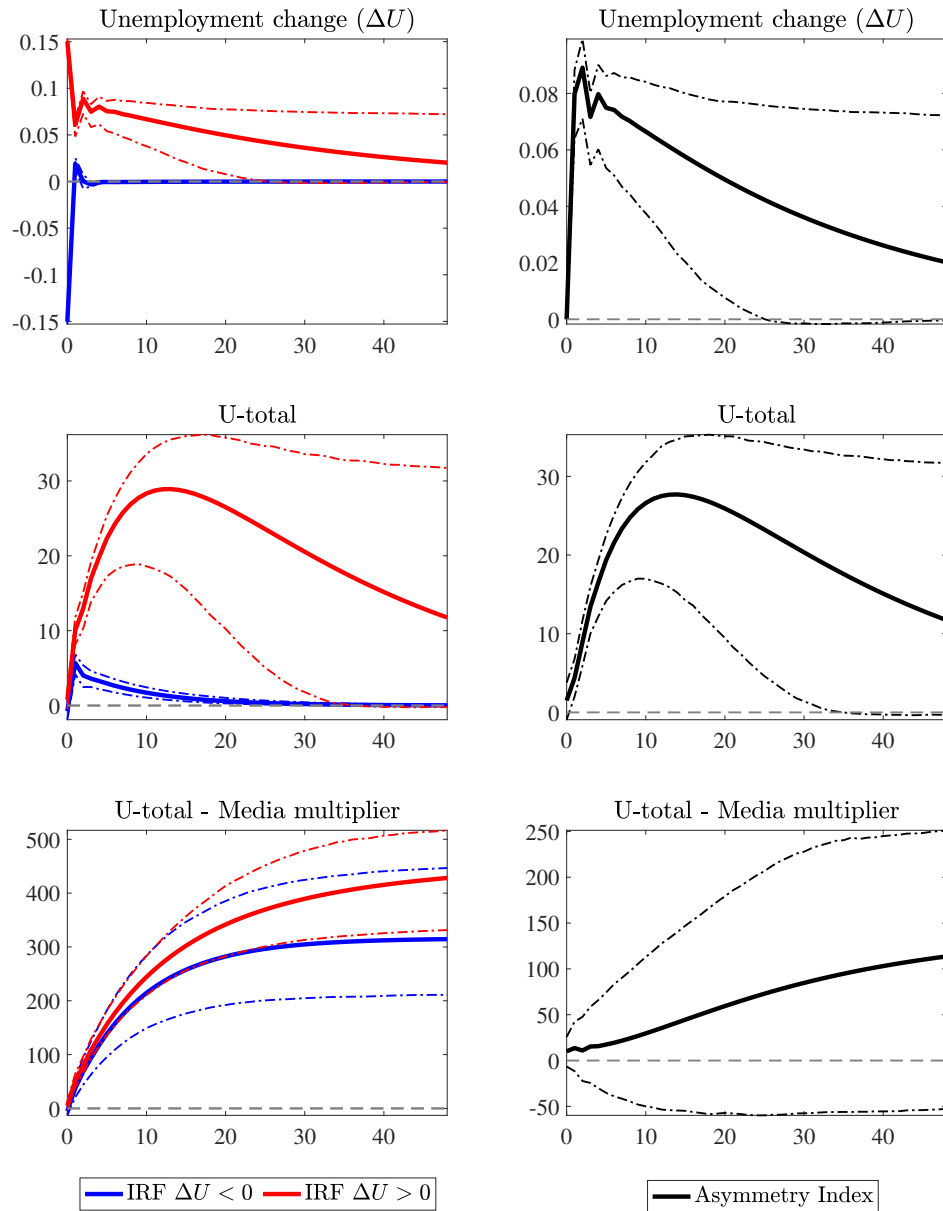 Unemployment change (ΔU)
0.15
0.1
0.05
0
-0.05
-0.1
-0.15
0 10 20 30 40
Unemployment change (ΔU)
0.08
0.06
0.04
0.02
0
0 10 20 30 40
U-total
30
20
10
0
0 10 20 30 40
U-total
30
20
10
0
0 10 20 30 40
U-total - Media multiplier
500
400
300
200
100
0
0 10 20 30 40
U-total - Media multiplier
250
200
150
100
50
0
-50
0 10 20 30 40
IRF ΔU < 0 IRF ΔU > 0
Asymmetry Index